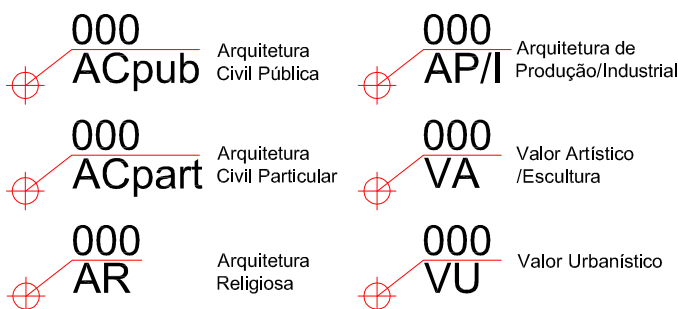 000
ACpub
Arquitetura
Civil Pública
000
AP/I
Arquitetura de
Produção/Industrial
000
ACpart
Arquitetura
Civil Particular
000
VA
Valor Artístico
/Escultura
000
AR
Arquitetura
Religiosa
000
VU
Valor Urbanístico